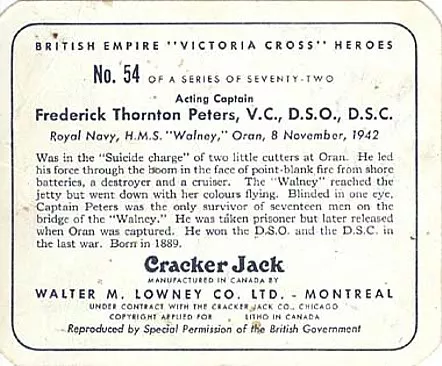 BRITISH EMPIRE "VICTORIA CROSS" HEROES
No. 54 OF A SERIES OF SEVENTY-TWO
Acting Captain
Frederick Thornton Peters, V.C., D.S.O., D.S.C.
Royal Navy, H.M.S. "Walney," Oran, 8 November, 1942
Was in the "Suicide charge" of two little cutters at Oran. He led
his force through the boom in the face of point-blank fire from shore
batteries, a destroyer and a cruiser. The "Walney" reached the
jetty but went down with her colours flying. Blinded in one eye,
Captain Peters was the only survivor of seventeen men on the
bridge of the "Walney." He was taken prisoner but later released
when Oran was captured. He won the D.S.O. and the D.S.C. in
the last war. Born in 1889.
Cracker Jack
MANUFACTURED IN CANADA BY
WALTER M. LOWNEY CO. LTD. - MONTREAL
UNDER CONTRACT WITH THE CRACKER JACK CO., CHICAGO
COPYRIGHT APPLIED FOR LITHO IN CANADA
Reproduced by Special Permission of the British Government